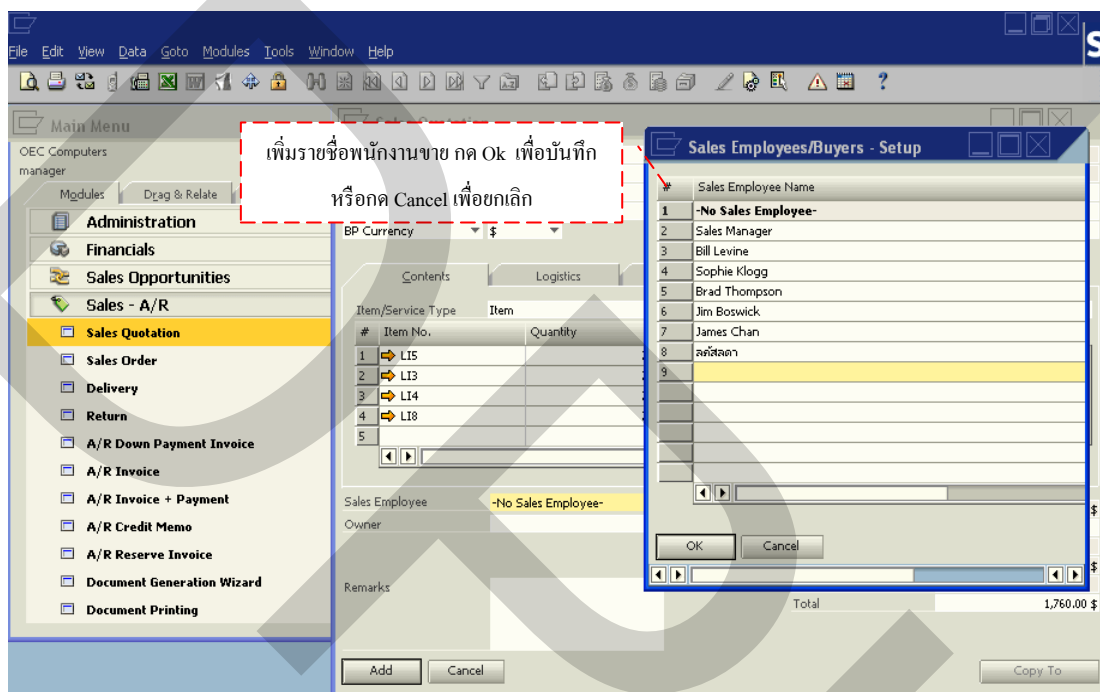 File Edit View Data Goto Modules Tools Window Help
Main Menu
OEC Computers
manager
Modules
Drag & Relate
Administration
Financials
Sales Opportunities
Sales - A/R
Sales Quotation
Sales Order
Delivery
Return
A/R Down Payment Invoice
A/R Invoice
A/R Invoice + Payment
A/R Credit Memo
A/R Reserve Invoice
Document Generation Wizard
Document Printing
เพิ่มรายชื่อพนักงานขาย กด Ok เพื่อบันทึก
หรือกด Cancel เพื่อยกเลิก
BP Currency $
Contents Logistics
Item/Service Type Item
# Item No. Quantity
1 LI5
2 LI3
3 LI4
4 LI8
5
Sales Employee -No Sales Employee-
Owner
Remarks
Total 1,760.00 $
Add Cancel Copy To
Sales Employees/Buyers - Setup
# Sales Employee Name
1 -No Sales Employee-
2 Sales Manager
3 Bill Levine
4 Sophie Klogg
5 Brad Thompson
6 Jim Boswick
7 James Chan
8 ลดัสลดา
9
OK Cancel